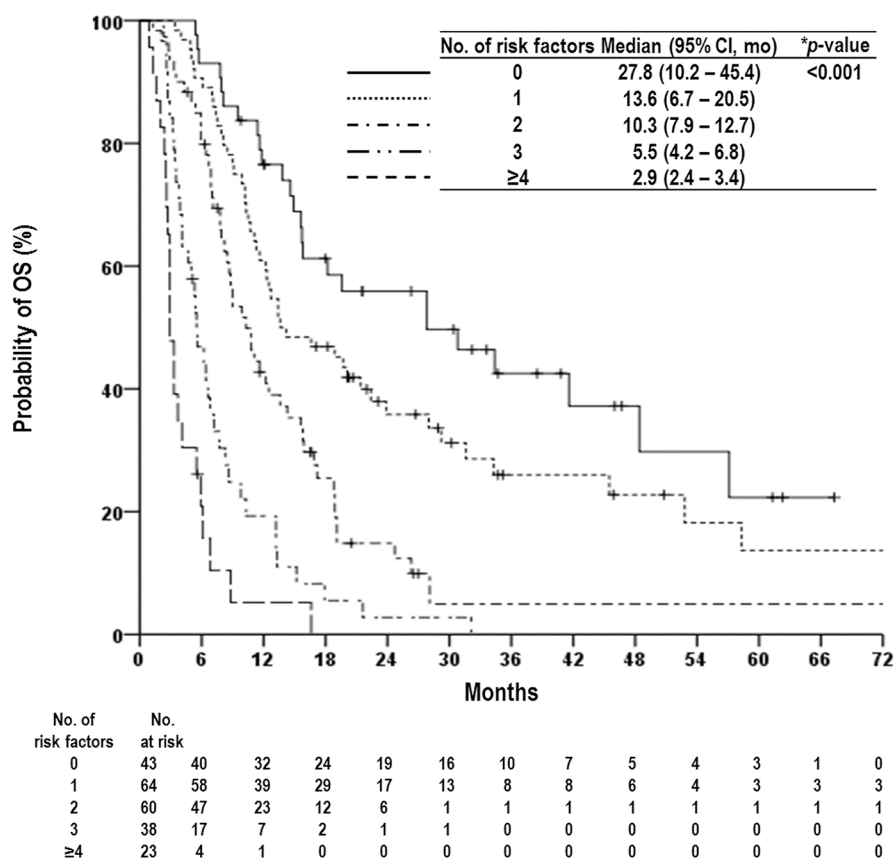 No. of risk factors Median (95% CI, mo) *p-value
0 27.8 (10.2 – 45.4) <0.001
1 13.6 (6.7 – 20.5)
2 10.3 (7.9 – 12.7)
3 5.5 (4.2 – 6.8)
≥4 2.9 (2.4 – 3.4)
Probability of OS (%)
100
80
60
40
20
0
0 6 12 18 24 30 36 42 48 54 60 66 72
Months
No. of No.
risk factors at risk
0 43 40 32 24 19 16 10 7 5 4 3 1 0
1 64 58 39 29 17 13 8 8 6 4 3 3 3
2 60 47 23 12 6 1 1 1 1 1 1 1 1
3 38 17 7 2 1 1 0 0 0 0 0 0 0
≥4 23 4 1 0 0 0 0 0 0 0 0 0 0